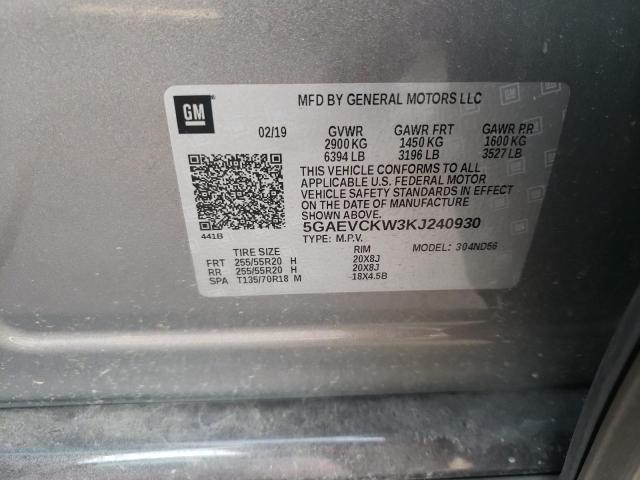 GM
MFD BY GENERAL MOTORS LLC
02/19 GVWR GAWR FRT GAWR RR
2900 KG 1450 KG 1600 KG
6394 LB 3196 LB 3527 LB
THIS VEHICLE CONFORMS TO ALL
APPLICABLE U.S. FEDERAL MOTOR
VEHICLE SAFETY STANDARDS IN EFFECT
ON THE DATE OF MANUFACTURE
SHOWN ABOVE.
5GAEVCKW3KJ240930
441B
TYPE: M.P.V. MODEL: 304ND56
TIRE SIZE RIM
FRT 255/55R20 H 20X8J
RR 255/55R20 H 20X8J
SPA T135/70R18 M 18X4.5B